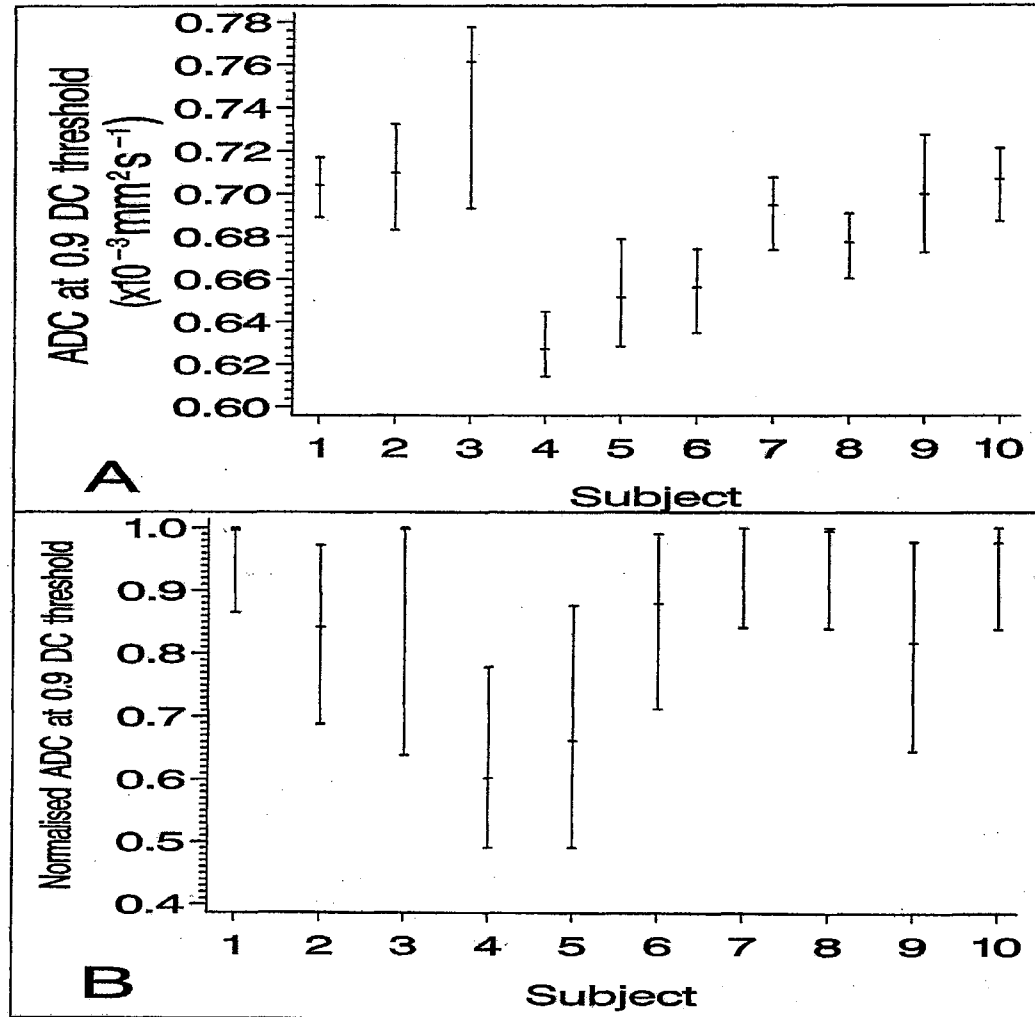 ADC at 0.9 DC threshold
(x10⁻³mm²s⁻¹)
0.78
0.76
0.74
0.72
0.70
0.68
0.66
0.64
0.62
0.60
1 2 3 4 5 6 7 8 9 10
A
Subject
Normalised ADC at 0.9 DC threshold
1.0
0.9
0.8
0.7
0.6
0.5
0.4
1 2 3 4 5 6 7 8 9 10
B
Subject